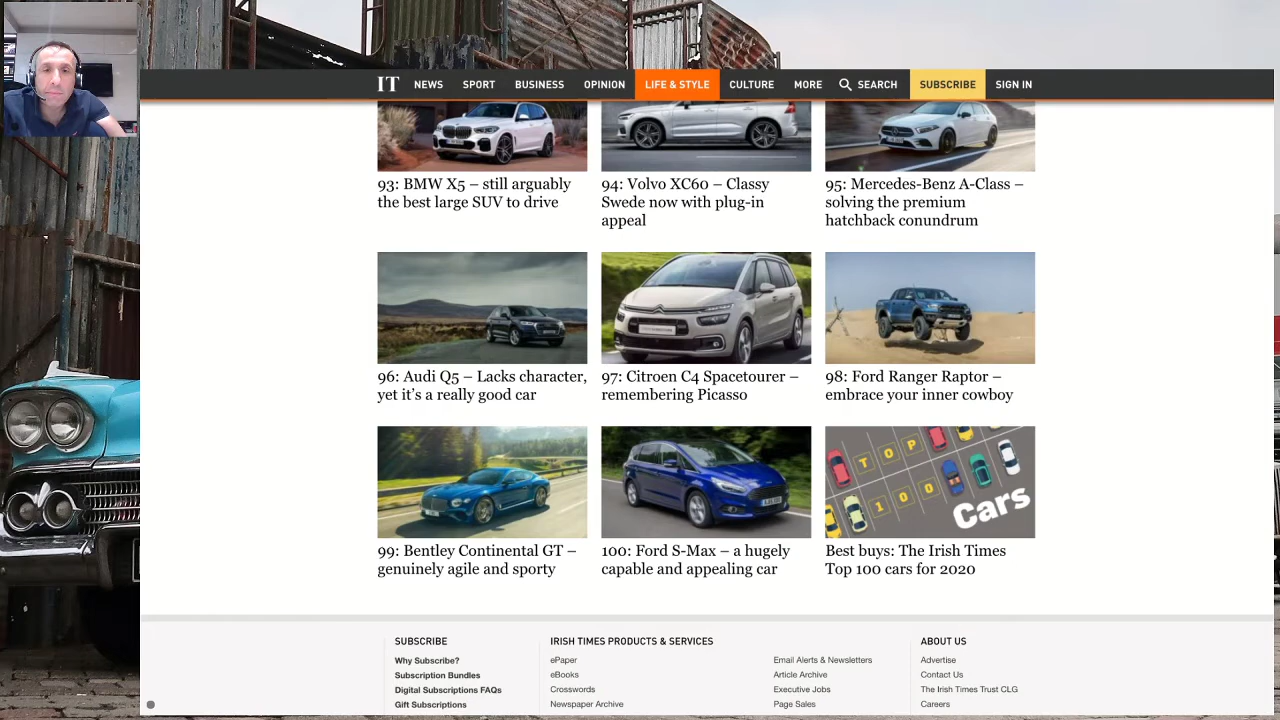 IT NEWS SPORT BUSINESS OPINION LIFE & STYLE CULTURE MORE SEARCH SUBSCRIBE SIGN IN
93: BMW X5 – still arguably
the best large SUV to drive
94: Volvo XC60 – Classy
Swede now with plug-in
appeal
95: Mercedes-Benz A-Class –
solving the premium
hatchback conundrum
96: Audi Q5 – Lacks character,
yet it's a really good car
97: Citroen C4 Spacetourer –
remembering Picasso
98: Ford Ranger Raptor –
embrace your inner cowboy
TOP
100
Cars
99: Bentley Continental GT –
genuinely agile and sporty
100: Ford S-Max – a hugely
capable and appealing car
Best buys: The Irish Times
Top 100 cars for 2020
SUBSCRIBE
Why Subscribe?
Subscription Bundles
Digital Subscriptions FAQs
Gift Subscriptions
IRISH TIMES PRODUCTS & SERVICES
ePaper
eBooks
Crosswords
Newspaper Archive
Email Alerts & Newsletters
Article Archive
Executive Jobs
Page Sales
ABOUT US
Advertise
Contact Us
The Irish Times Trust CLG
Careers